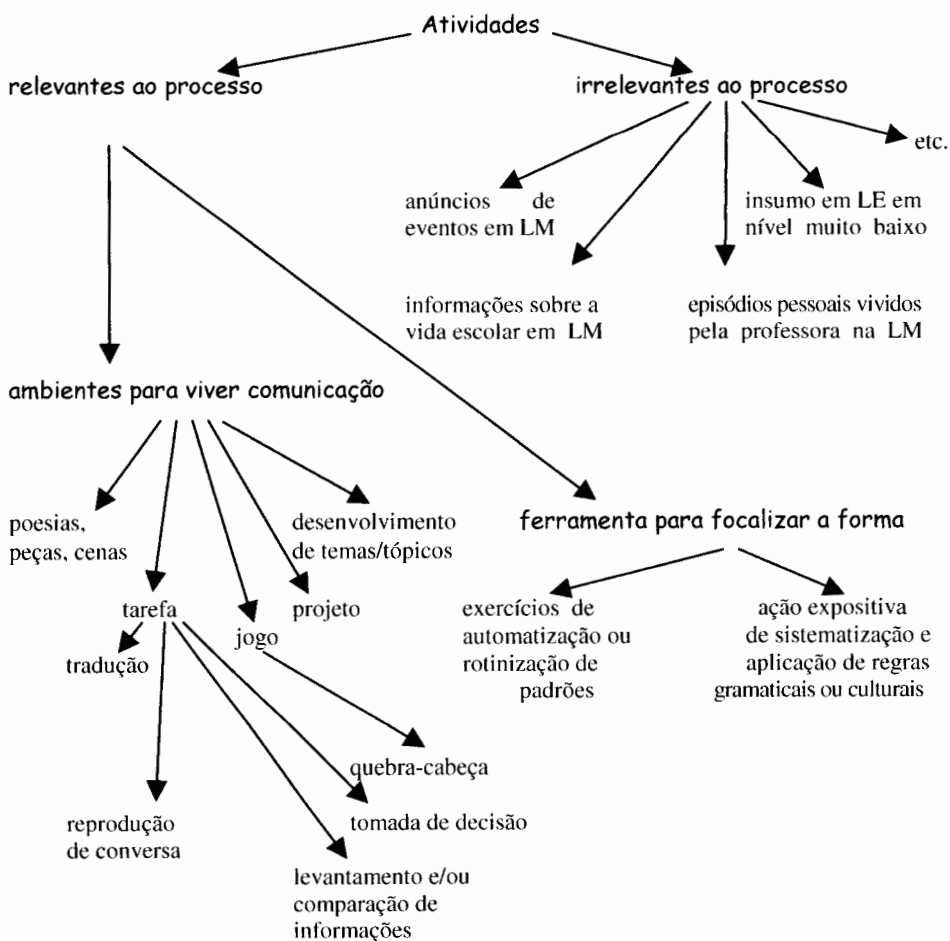 Atividades
relevantes ao processo
irrelevantes ao processo
etc.
anúncios de
eventos em LM
insumo em LE em
nível muito baixo
informações sobre a
vida escolar em LM
episódios pessoais vividos
pela professora na LM
ambientes para viver comunicação
poesias,
peças, cenas
desenvolvimento
de temas/tópicos
ferramenta para focalizar a forma
tarefa
projeto
jogo
tradução
exercícios de
automatização ou
rotinização de
padrões
ação expositiva
de sistematização e
aplicação de regras
gramaticais ou culturais
quebra-cabeça
reprodução
de conversa
tomada de decisão
levantamento e/ou
comparação de
informações